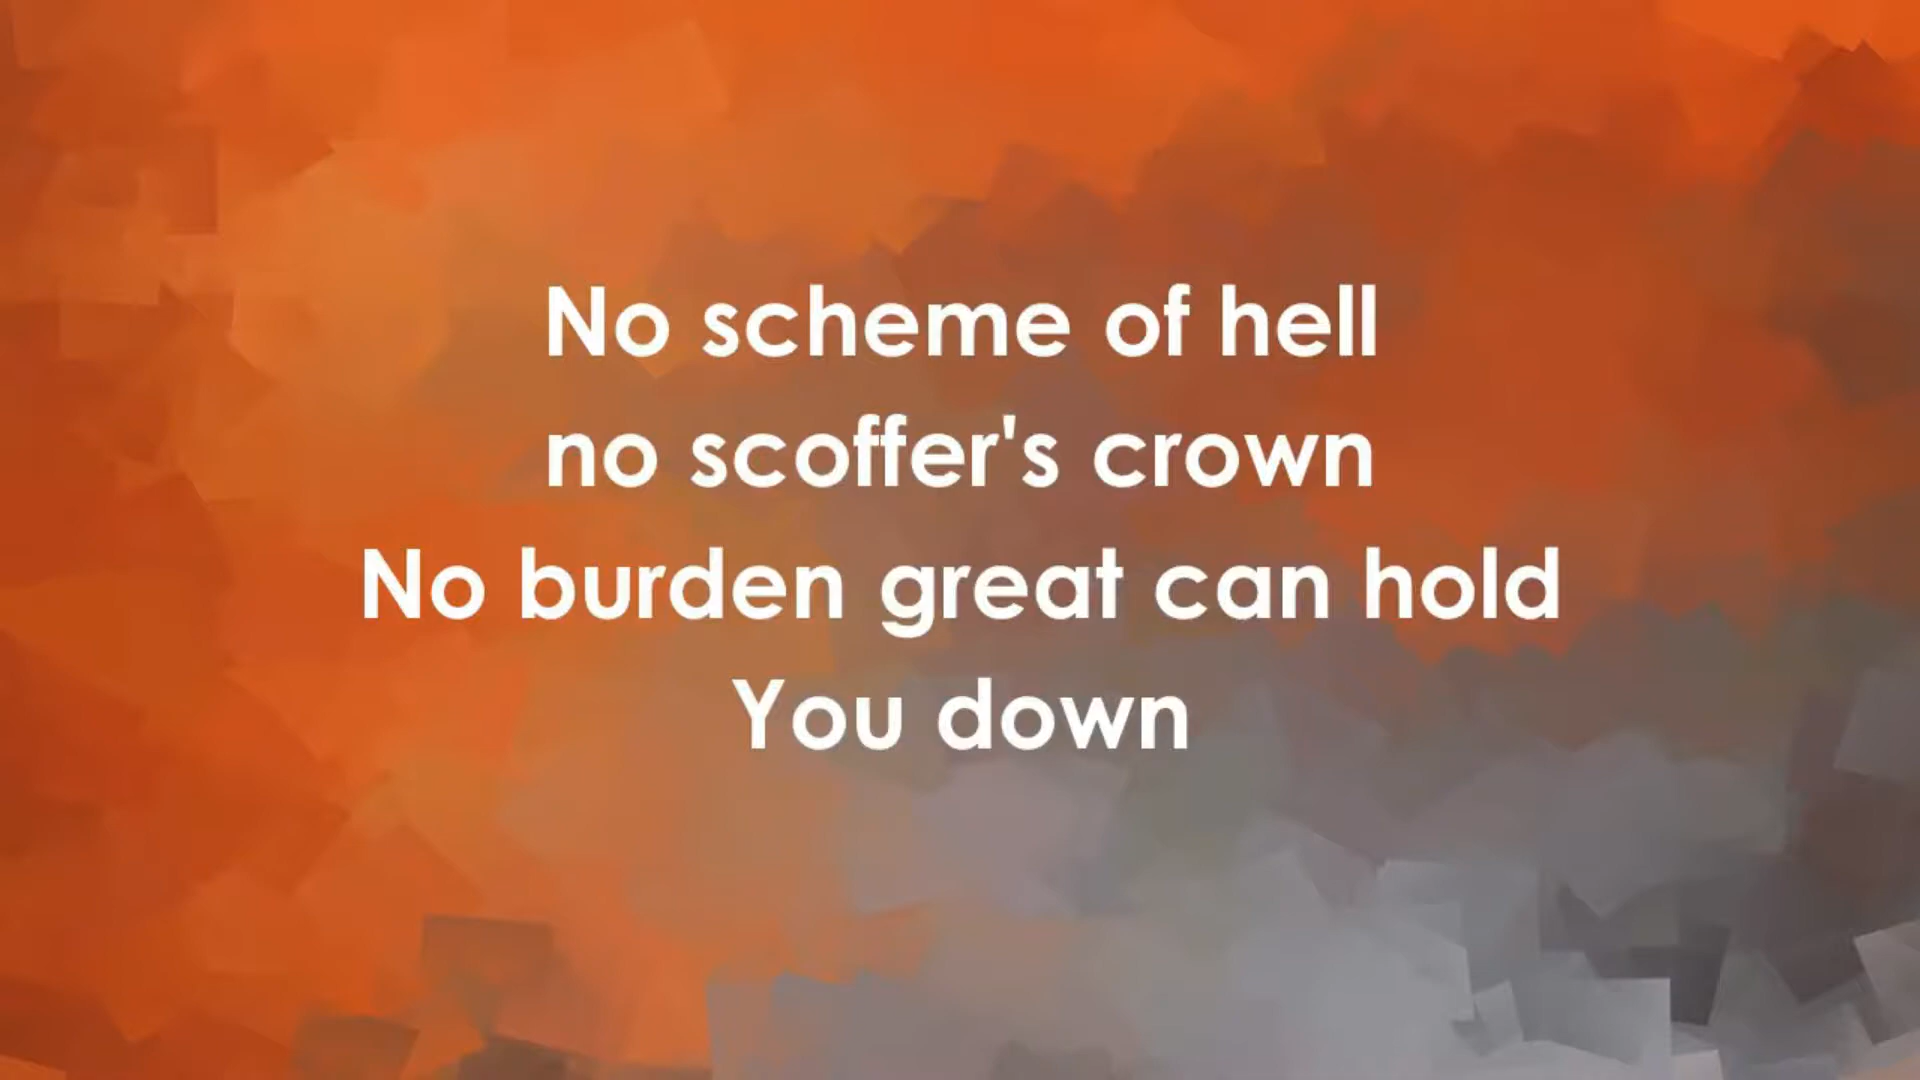 No scheme of hell
no scoffer's crown
No burden great can hold
You down